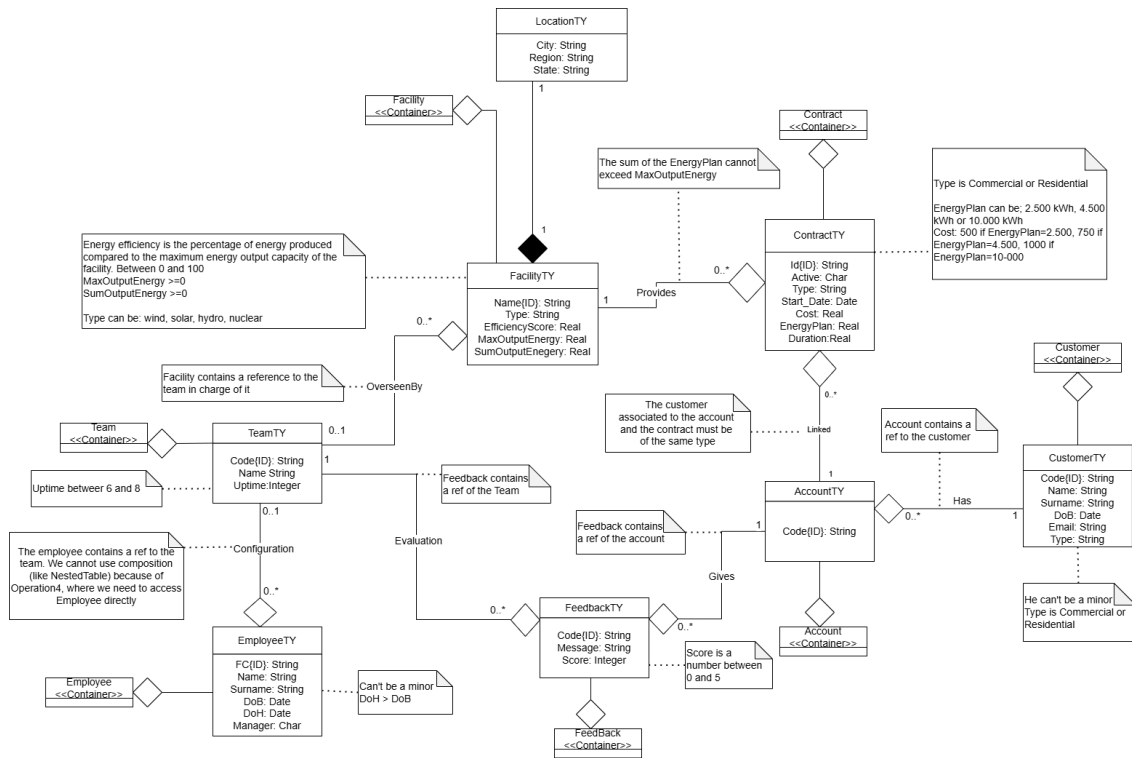 LocationTY
City: String
Region: String
State: String
1
Facility
<<Container>>
Contract
<<Container>>
The sum of the EnergyPlan cannot
exceed MaxOutputEnergy
Type is Commercial or Residential
EnergyPlan can be; 2.500 kWh, 4.500
kWh or 10.000 kWh
Cost: 500 if EnergyPlan=2.500, 750 if
EnergyPlan=4.500, 1000 if
EnergyPlan=10-000
Energy efficiency is the percentage of energy produced
compared to the maximum energy output capacity of the
facility. Between 0 and 100
MaxOutputEnergy >=0
SumOutputEnergy >=0
Type can be: wind, solar, hydro, nuclear
1
FacilityTY
Name{ID}: String
Type: String
EfficiencyScore: Real
MaxOutputEnergy: Real
SumOutputEnegery: Real
1
Provides
0..*
ContractTY
Id{ID}: String
Active: Char
Type: String
Start_Date: Date
Cost: Real
EnergyPlan: Real
Duration:Real
0..*
Customer
<<Container>>
Facility contains a reference to the
team in charge of it
OverseenBy
0..*
0..1
The customer
associated to the account
and the contract must be
of the same type
Linked
1
Account contains a
ref to the customer
Team
<<Container>>
TeamTY
Code{ID}: String
Name String
Uptime:Integer
1
0..1
Uptime between 6 and 8
Feedback contains
a ref of the Team
CustomerTY
Code{ID}: String
Name: String
Surname: String
DoB: Date
Email: String
Type: String
Has
0..*
1
AccountTY
Code{ID}: String
1
Feedback contains
a ref of the account
The employee contains a ref to the
team. We cannot use composition
(like NestedTable) because of
Operation4, where we need to access
Employee directly
Configuration
0..*
Evaluation
0..*
Gives
0..*
He can't be a minor
Type is Commercial or
Residential
FeedbackTY
Code{ID}: String
Message: String
Score: Integer
Score is a
number between
0 and 5
Account
<<Container>>
EmployeeTY
FC{ID}: String
Name: String
Surname: String
DoB: Date
DoH: Date
Manager: Char
Employee
<<Container>>
Can't be a minor
DoH > DoB
FeedBack
<<Container>>